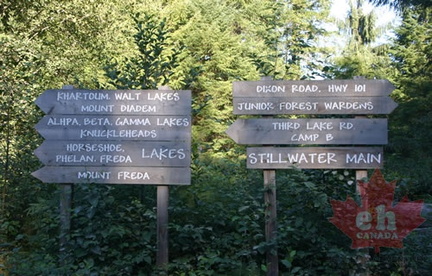 KHARTOUM, WALT LAKES
MOUNT DIADEM
ALHPA, BETA, GAMMA LAKES
KNUCKLEHEADS
HORSESHOE,
PHELAN, FREDA LAKES
MOUNT FREDA
DIXON ROAD, HWY 101
JUNIOR FOREST WARDENS
THIRD LAKE RD
CAMP B
STILLWATER MAIN
eh
CANADA